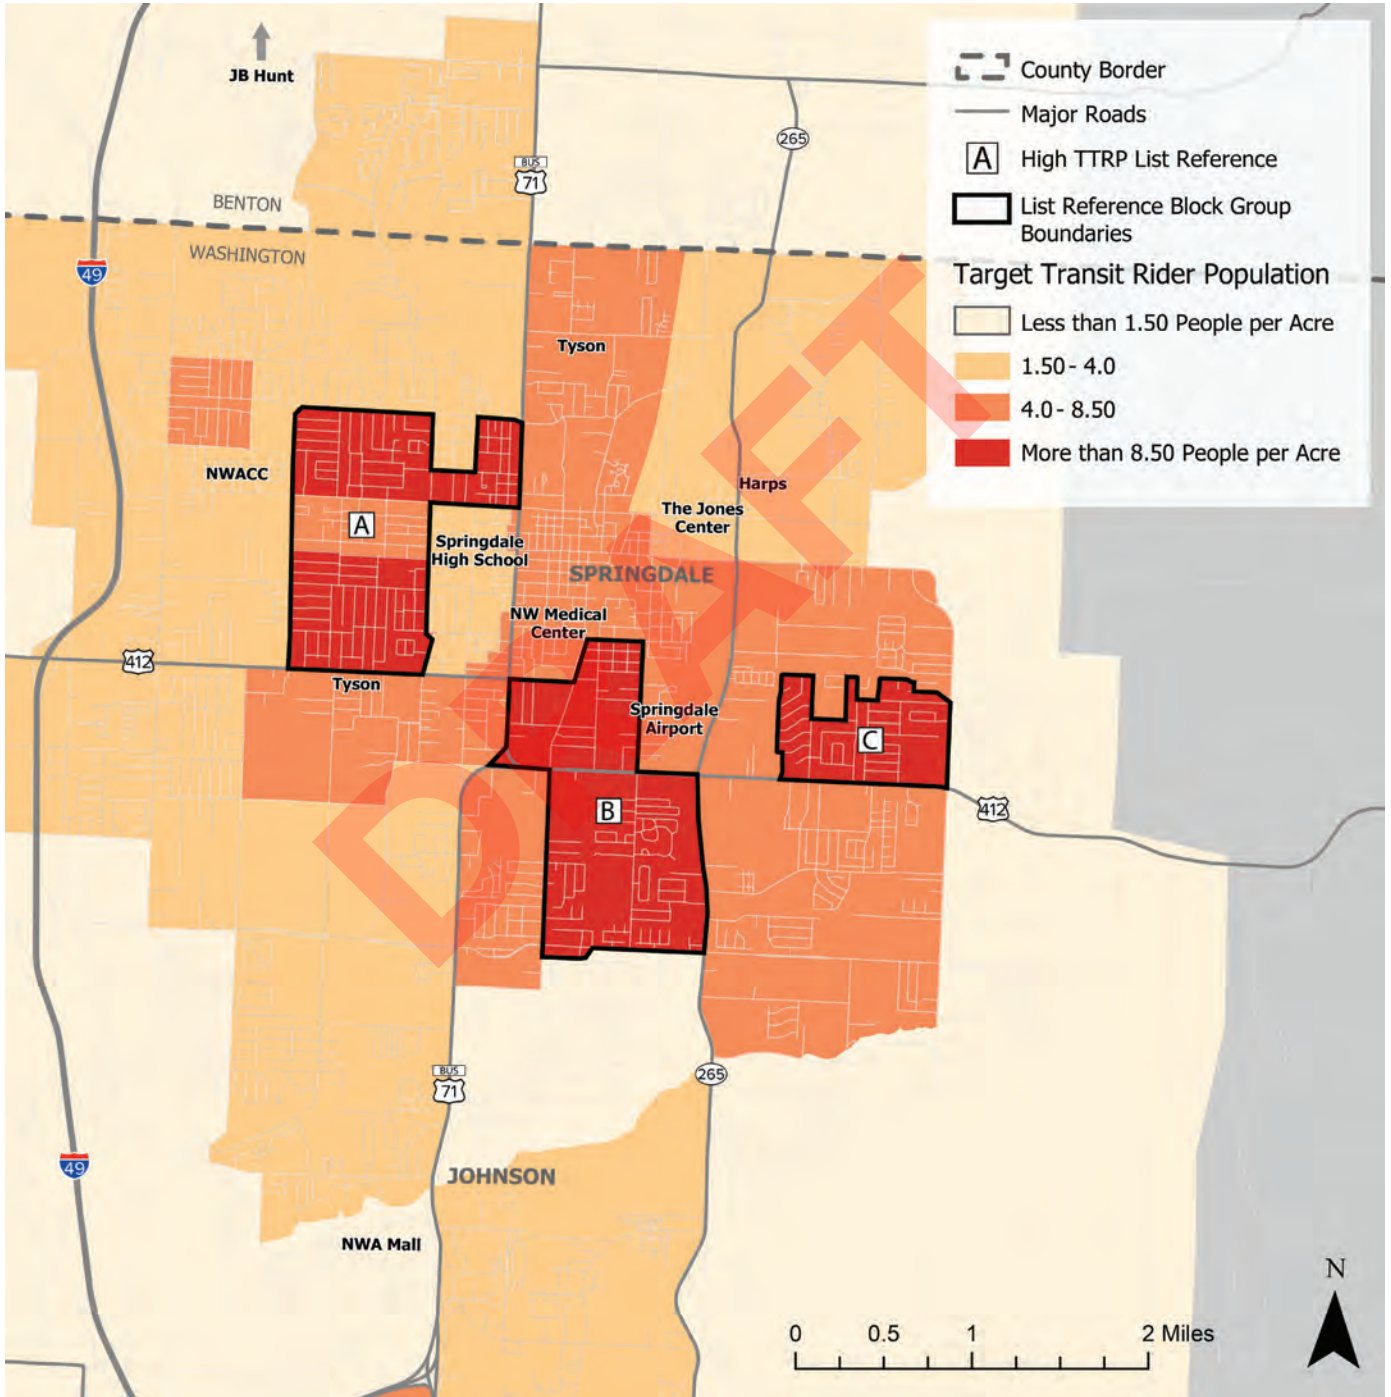 JB Hunt
BUS
71
265
BENTON
WASHINGTON
49
County Border
Major Roads
A High TTRP List Reference
List Reference Block Group
Boundaries
Target Transit Rider Population
Less than 1.50 People per Acre
1.50 - 4.0
4.0 - 8.50
More than 8.50 People per Acre
Tyson
NWACC
Harps
The Jones
Center
A
Springdale
High School
SPRINGDALE
NW Medical
Center
412
Tyson
Springdale
Airport
C
B
412
DRAFT
BUS
71
265
49
JOHNSON
NWA Mall
N
0 0.5 1 2 Miles